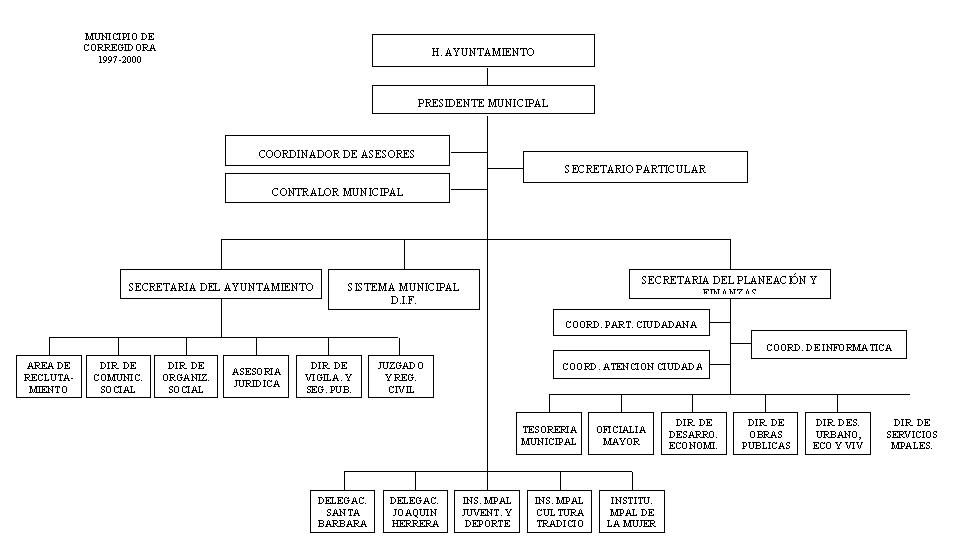 MUNICIPIO DE
CORREGIDORA
1997-2000
H. AYUNTAMIENTO
PRESIDENTE MUNICIPAL
COORDINADOR DE ASESORES
SECRETARIO PARTICULAR
CONTRALOR MUNICIPAL
SECRETARIA DEL AYUNTAMIENTO
SISTEMA MUNICIPAL
D.I.F.
SECRETARIA DEL PLANEACIÓN Y
FINANZAS
COORD. PART. CIUDADANA
COORD. DE INFORMATICA
COORD. ATENCION CIUDADA
AREA DE
RECLUTA-
MIENTO
DIR. DE
COMUNIC.
SOCIAL
DIR. DE
ORGANIZ.
SOCIAL
ASESORIA
JURIDICA
DIR. DE
VIGILA. Y
SEG. PUB.
JUZGADO
Y REG.
CIVIL
TESORERIA
MUNICIPAL
OFICIALIA
MAYOR
DIR. DE
DESARRO.
ECONOMI.
DIR. DE
OBRAS
PUBLICAS
DIR. DES.
URBANO,
ECO Y VIV
DIR. DE
SERVICIOS
MPALES.
DELEGAC.
SANTA
BARBARA
DELEGAC.
JOAQUIN
HERRERA
INS. MPAL
JUVENT. Y
DEPORTE
INS. MPAL
CULTURA
TRADICIO
INSTITU.
MPAL DE
LA MUJER